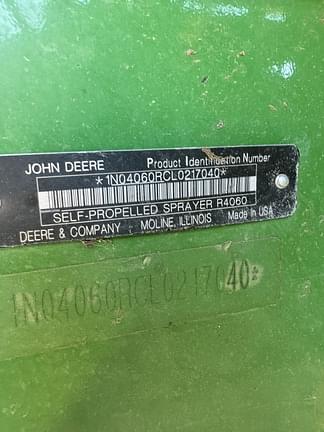 JOHN DEERE Product Identification Number
*1N04060RCL0217040*
SELF-PROPELLED SPRAYER R4060
DEERE & COMPANY MOLINE, ILLINOIS Made in USA
1N04060RCL0217040*